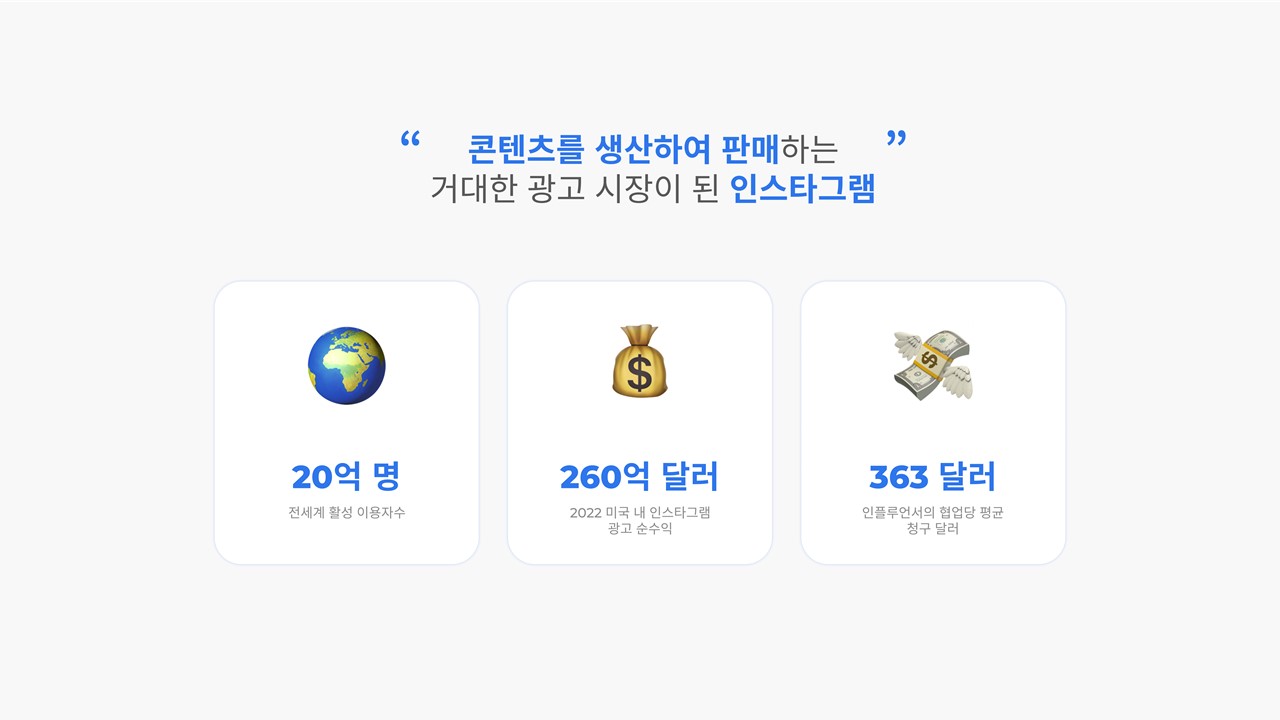 “ 콘텐츠를 생산하여 판매하는 ”
거대한 광고 시장이 된 인스타그램
20억 명
전세계 활성 이용자수
260억 달러
2022 미국 내 인스타그램
광고 순수익
363 달러
인플루언서의 협업당 평균
청구 달러